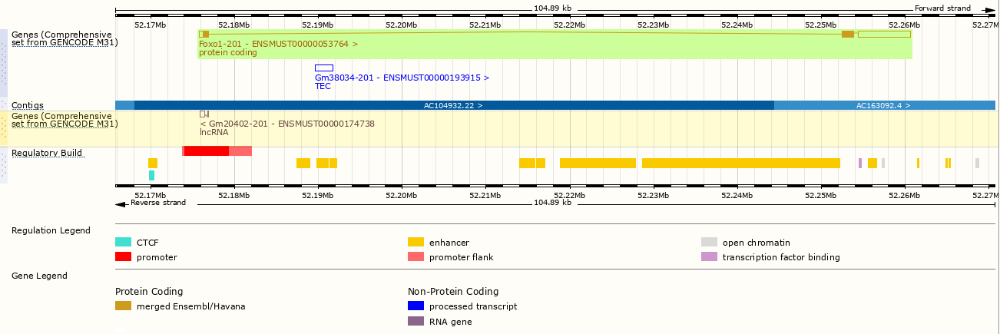 104.89 kb Forward strand
52.17Mb 52.18Mb 52.19Mb 52.20Mb 52.21Mb 52.22Mb 52.23Mb 52.24Mb 52.25Mb 52.26Mb 52.27M
Genes (Comprehensive
set from GENCODE M31)
Foxo1-201 - ENSMUST00000053764 >
protein coding
Gm38034-201 - ENSMUST00000193915 >
TEC
Contigs AC104932.22 > AC163092.4 >
Genes (Comprehensive
set from GENCODE M31)
< Gm20402-201 - ENSMUST00000174738
lncRNA
Regulatory Build
52.17Mb 52.18Mb 52.19Mb 52.20Mb 52.21Mb 52.22Mb 52.23Mb 52.24Mb 52.25Mb 52.26Mb 52.27M
Reverse strand 104.89 kb
Regulation Legend
CTCF enhancer open chromatin
promoter promoter flank transcription factor binding
Gene Legend
Protein Coding Non-Protein Coding
merged Ensembl/Havana processed transcript
RNA gene